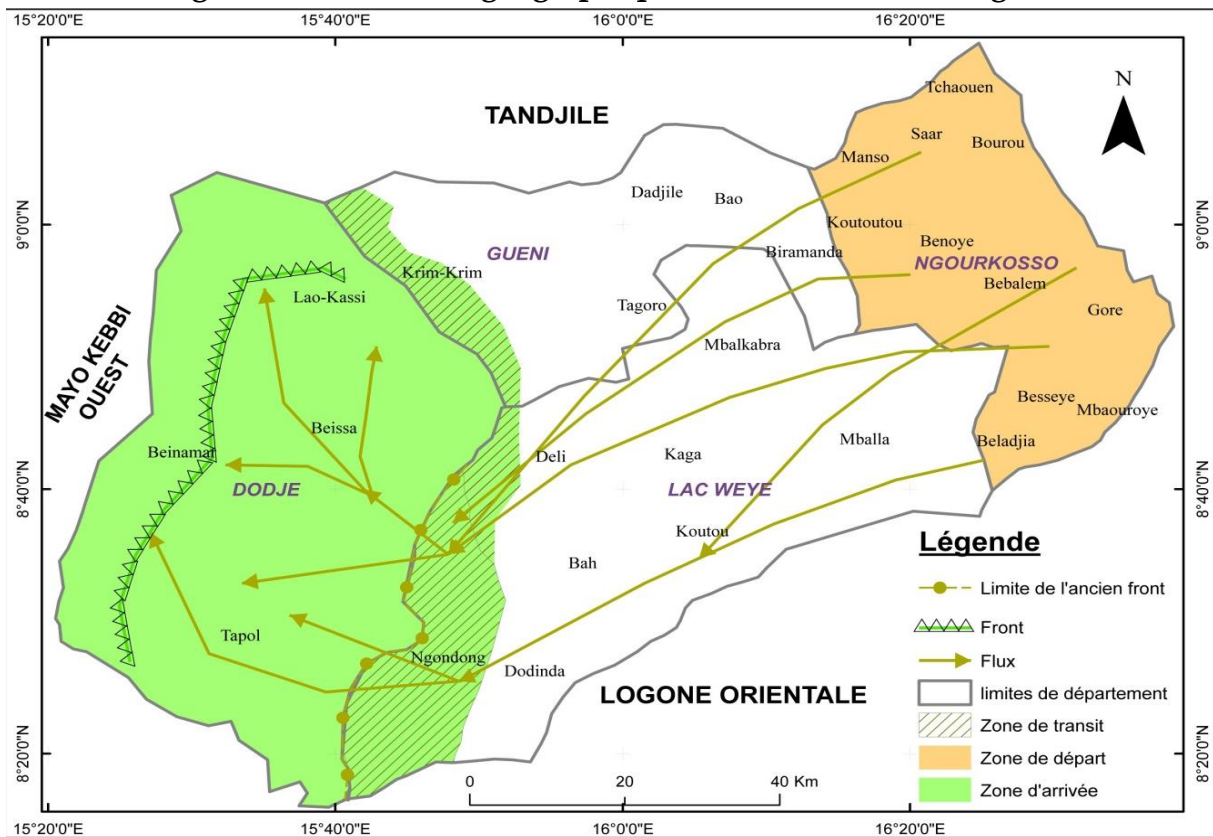 15°20'0"E
15°40'0"E
16°0'0"E
16°20'0"E
N
TANDJILE
Tchaouen
Saar
Bourou
Manso
Dadjile
Bao
Koutoutou
9°0'0"N
9°0'0"N
GUENI
Biramanda
Benoye
NGOURKOSSO
Krim-Krim
Bebalem
Lao-Kassi
Tagoro
Gore
Mbalkabra
MAYO KEBBI
OUEST
Besseye
Mbaouroye
Beissa
Beinamar
Deli
Kaga
Mballa
Beladjia
8°40'0"N
DODJE
LAC WEYE
8°40'0"N
Koutou
Bah
Tapol
Ngondong
Dodinda
LOGONE ORIENTALE
Légende
Limite de l'ancien front
Front
Flux
limites de département
Zone de transit
Zone de départ
Zone d'arrivée
8°20'0"N
8°20'0"N
0 20 40 Km
15°20'0"E
15°40'0"E
16°0'0"E
16°20'0"E